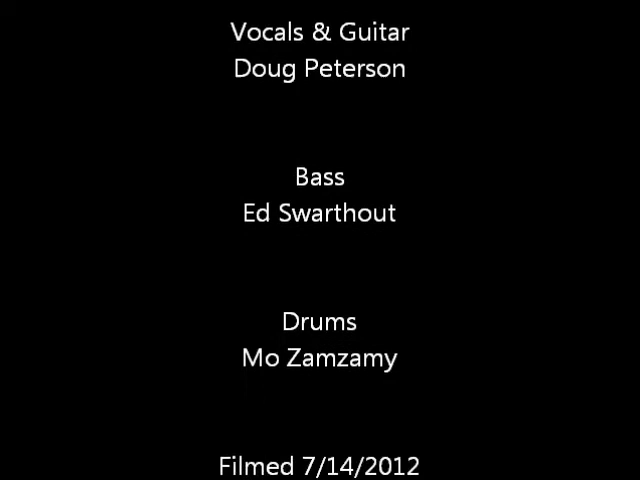 Vocals & Guitar
Doug Peterson
Bass
Ed Swarthout
Drums
Mo Zamzamy
Filmed 7/14/2012